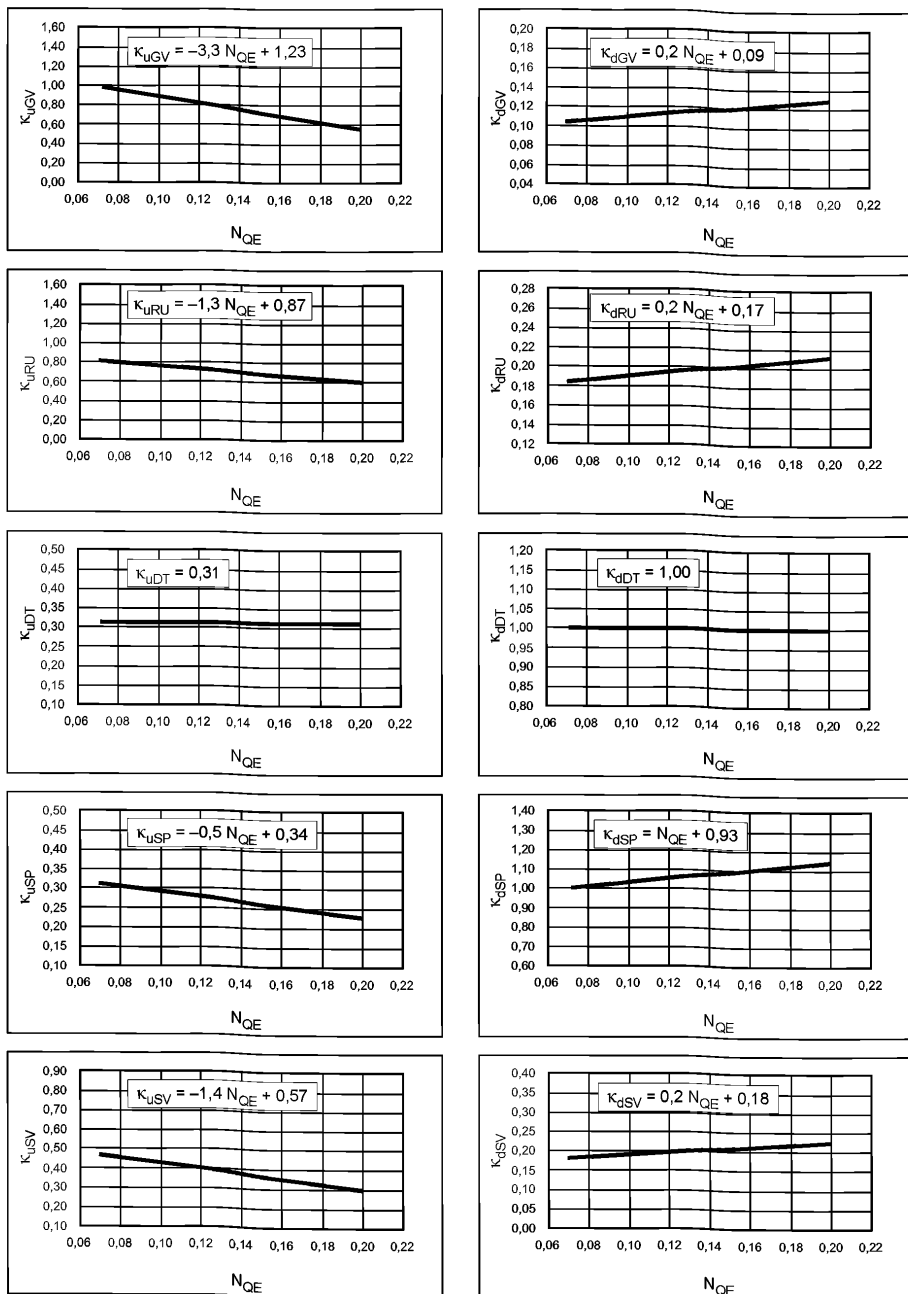 κuGV = –3,3 NQE + 1,23
1,60
1,40
1,20
1,00
0,80
0,60
0,40
0,20
0,00
κuGV
0,06 0,08 0,10 0,12 0,14 0,16 0,18 0,20 0,22
NQE
κdGV = 0,2 NQE + 0,09
0,20
0,18
0,16
0,14
0,12
0,10
0,08
0,06
0,04
κdGV
0,06 0,08 0,10 0,12 0,14 0,16 0,18 0,20 0,22
NQE
κuRU = –1,3 NQE + 0,87
1,60
1,40
1,20
1,00
0,80
0,60
0,40
0,20
0,00
κuRU
0,06 0,08 0,10 0,12 0,14 0,16 0,18 0,20 0,22
NQE
κdRU = 0,2 NQE + 0,17
0,28
0,26
0,24
0,22
0,20
0,18
0,16
0,14
0,12
κdRU
0,06 0,08 0,10 0,12 0,14 0,16 0,18 0,20 0,22
NQE
κuDT = 0,31
0,50
0,45
0,40
0,35
0,30
0,25
0,20
0,15
0,10
κuDT
0,06 0,08 0,10 0,12 0,14 0,16 0,18 0,20 0,22
NQE
κdDT = 1,00
1,20
1,15
1,10
1,05
1,00
0,95
0,90
0,85
0,80
κdDT
0,06 0,08 0,10 0,12 0,14 0,16 0,18 0,20 0,22
NQE
κuSP = –0,5 NQE + 0,34
0,50
0,45
0,40
0,35
0,30
0,25
0,20
0,15
0,10
κuSP
0,06 0,08 0,10 0,12 0,14 0,16 0,18 0,20 0,22
NQE
κdSP = NQE + 0,93
1,40
1,30
1,20
1,10
1,00
0,90
0,80
0,70
0,60
κdSP
0,06 0,08 0,10 0,12 0,14 0,16 0,18 0,20 0,22
NQE
κuSV = –1,4 NQE + 0,57
0,90
0,80
0,70
0,60
0,50
0,40
0,30
0,20
0,10
κuSV
0,06 0,08 0,10 0,12 0,14 0,16 0,18 0,20 0,22
NQE
κdSV = 0,2 NQE + 0,18
0,40
0,35
0,30
0,25
0,20
0,15
0,10
0,05
0,00
κdSV
0,06 0,08 0,10 0,12 0,14 0,16 0,18 0,20 0,22
NQE